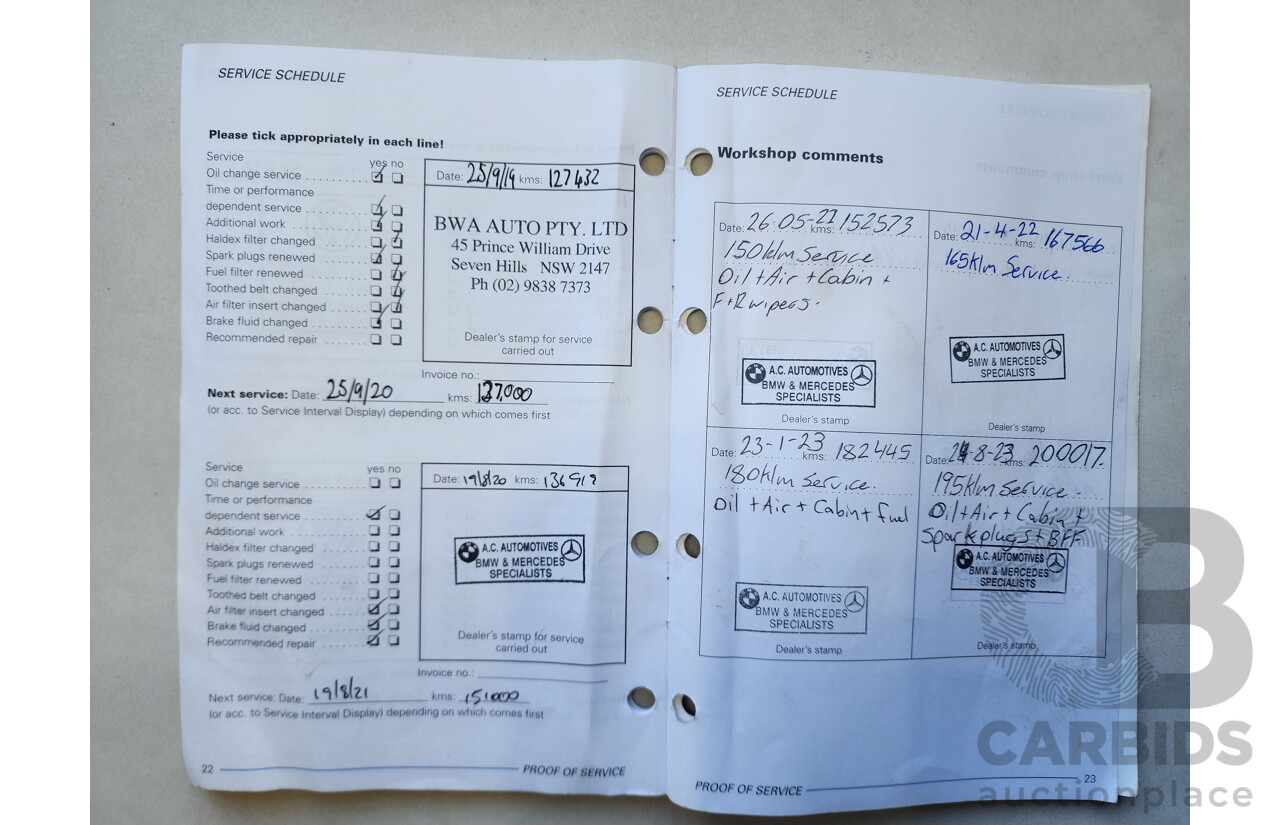 SERVICE SCHEDULE
Please tick appropriately in each line!
Service yes no
Oil change service
Time or performance
dependent service
Additional work
Haldex filter changed
Spark plugs renewed
Fuel filter renewed
Toothed belt changed
Air filter insert changed
Brake fluid changed
Recommended repair
Date: 25/9/19 kms: 127432
BWA AUTO PTY. LTD
45 Prince William Drive
Seven Hills NSW 2147
Ph (02) 9838 7373
Dealer's stamp for service
carried out
Invoice no.:
Next service: Date: 25/9/20 kms: 137,000
(or acc. to Service Interval Display) depending on which comes first
Service yes no
Oil change service
Time or performance
dependent service
Additional work
Haldex filter changed
Spark plugs renewed
Fuel filter renewed
Toothed belt changed
Air filter insert changed
Brake fluid changed
Recommended repair
Date: 19/8/20 kms:
A.C. AUTOMOTIVES
BMW & MERCEDES
SPECIALISTS
Dealer's stamp for service
carried out
Invoice no.:
Next service: Date: 19/8/21 kms: 151000
(or acc. to Service Interval Display) depending on which comes first
22 PROOF OF SERVICE
SERVICE SCHEDULE
Workshop comments
Date: 26-05-21 kms: 152573
150klm Service
Oil + Air + Cabin +
F+R wipers.
A.C. AUTOMOTIVES
BMW & MERCEDES
SPECIALISTS
Dealer's stamp
Date: 21-4-22 kms: 167566
165klm Service.
A.C. AUTOMOTIVES
BMW & MERCEDES
SPECIALISTS
Dealer's stamp
Date: 23-1-23 kms: 182445
180klm Service.
Oil + Air + Cabin + fuel
A.C. AUTOMOTIVES
BMW & MERCEDES
SPECIALISTS
Dealer's stamp
Date: kms: 200017.
195klm Service.
Oil + Air + Cabin +
Spark plugs + BFF
A.C. AUTOMOTIVES
BMW & MERCEDES
SPECIALISTS
Dealer's stamp
PROOF OF SERVICE 23
CARBIDS
auctionplace